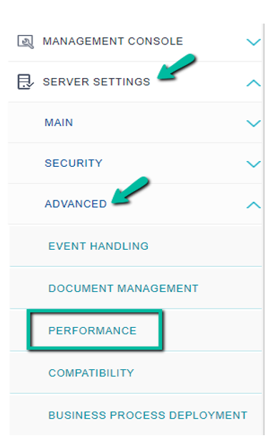 MANAGEMENT CONSOLE
SERVER SETTINGS
MAIN
SECURITY
ADVANCED
EVENT HANDLING
DOCUMENT MANAGEMENT
PERFORMANCE
COMPATIBILITY
BUSINESS PROCESS DEPLOYMENT